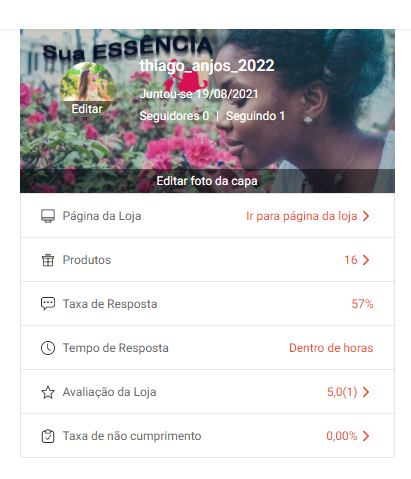 Sua ESSÊNCIA
thiago_anjos_2022
Juntou-se 19/08/2021
Editar
Seguidores 0 | Seguindo 1
Editar foto da capa
Página da Loja Ir para página da loja >
Produtos 16 >
Taxa de Resposta 57%
Tempo de Resposta Dentro de horas
Avaliação da Loja 5,0(1) >
Taxa de não cumprimento 0,00% >